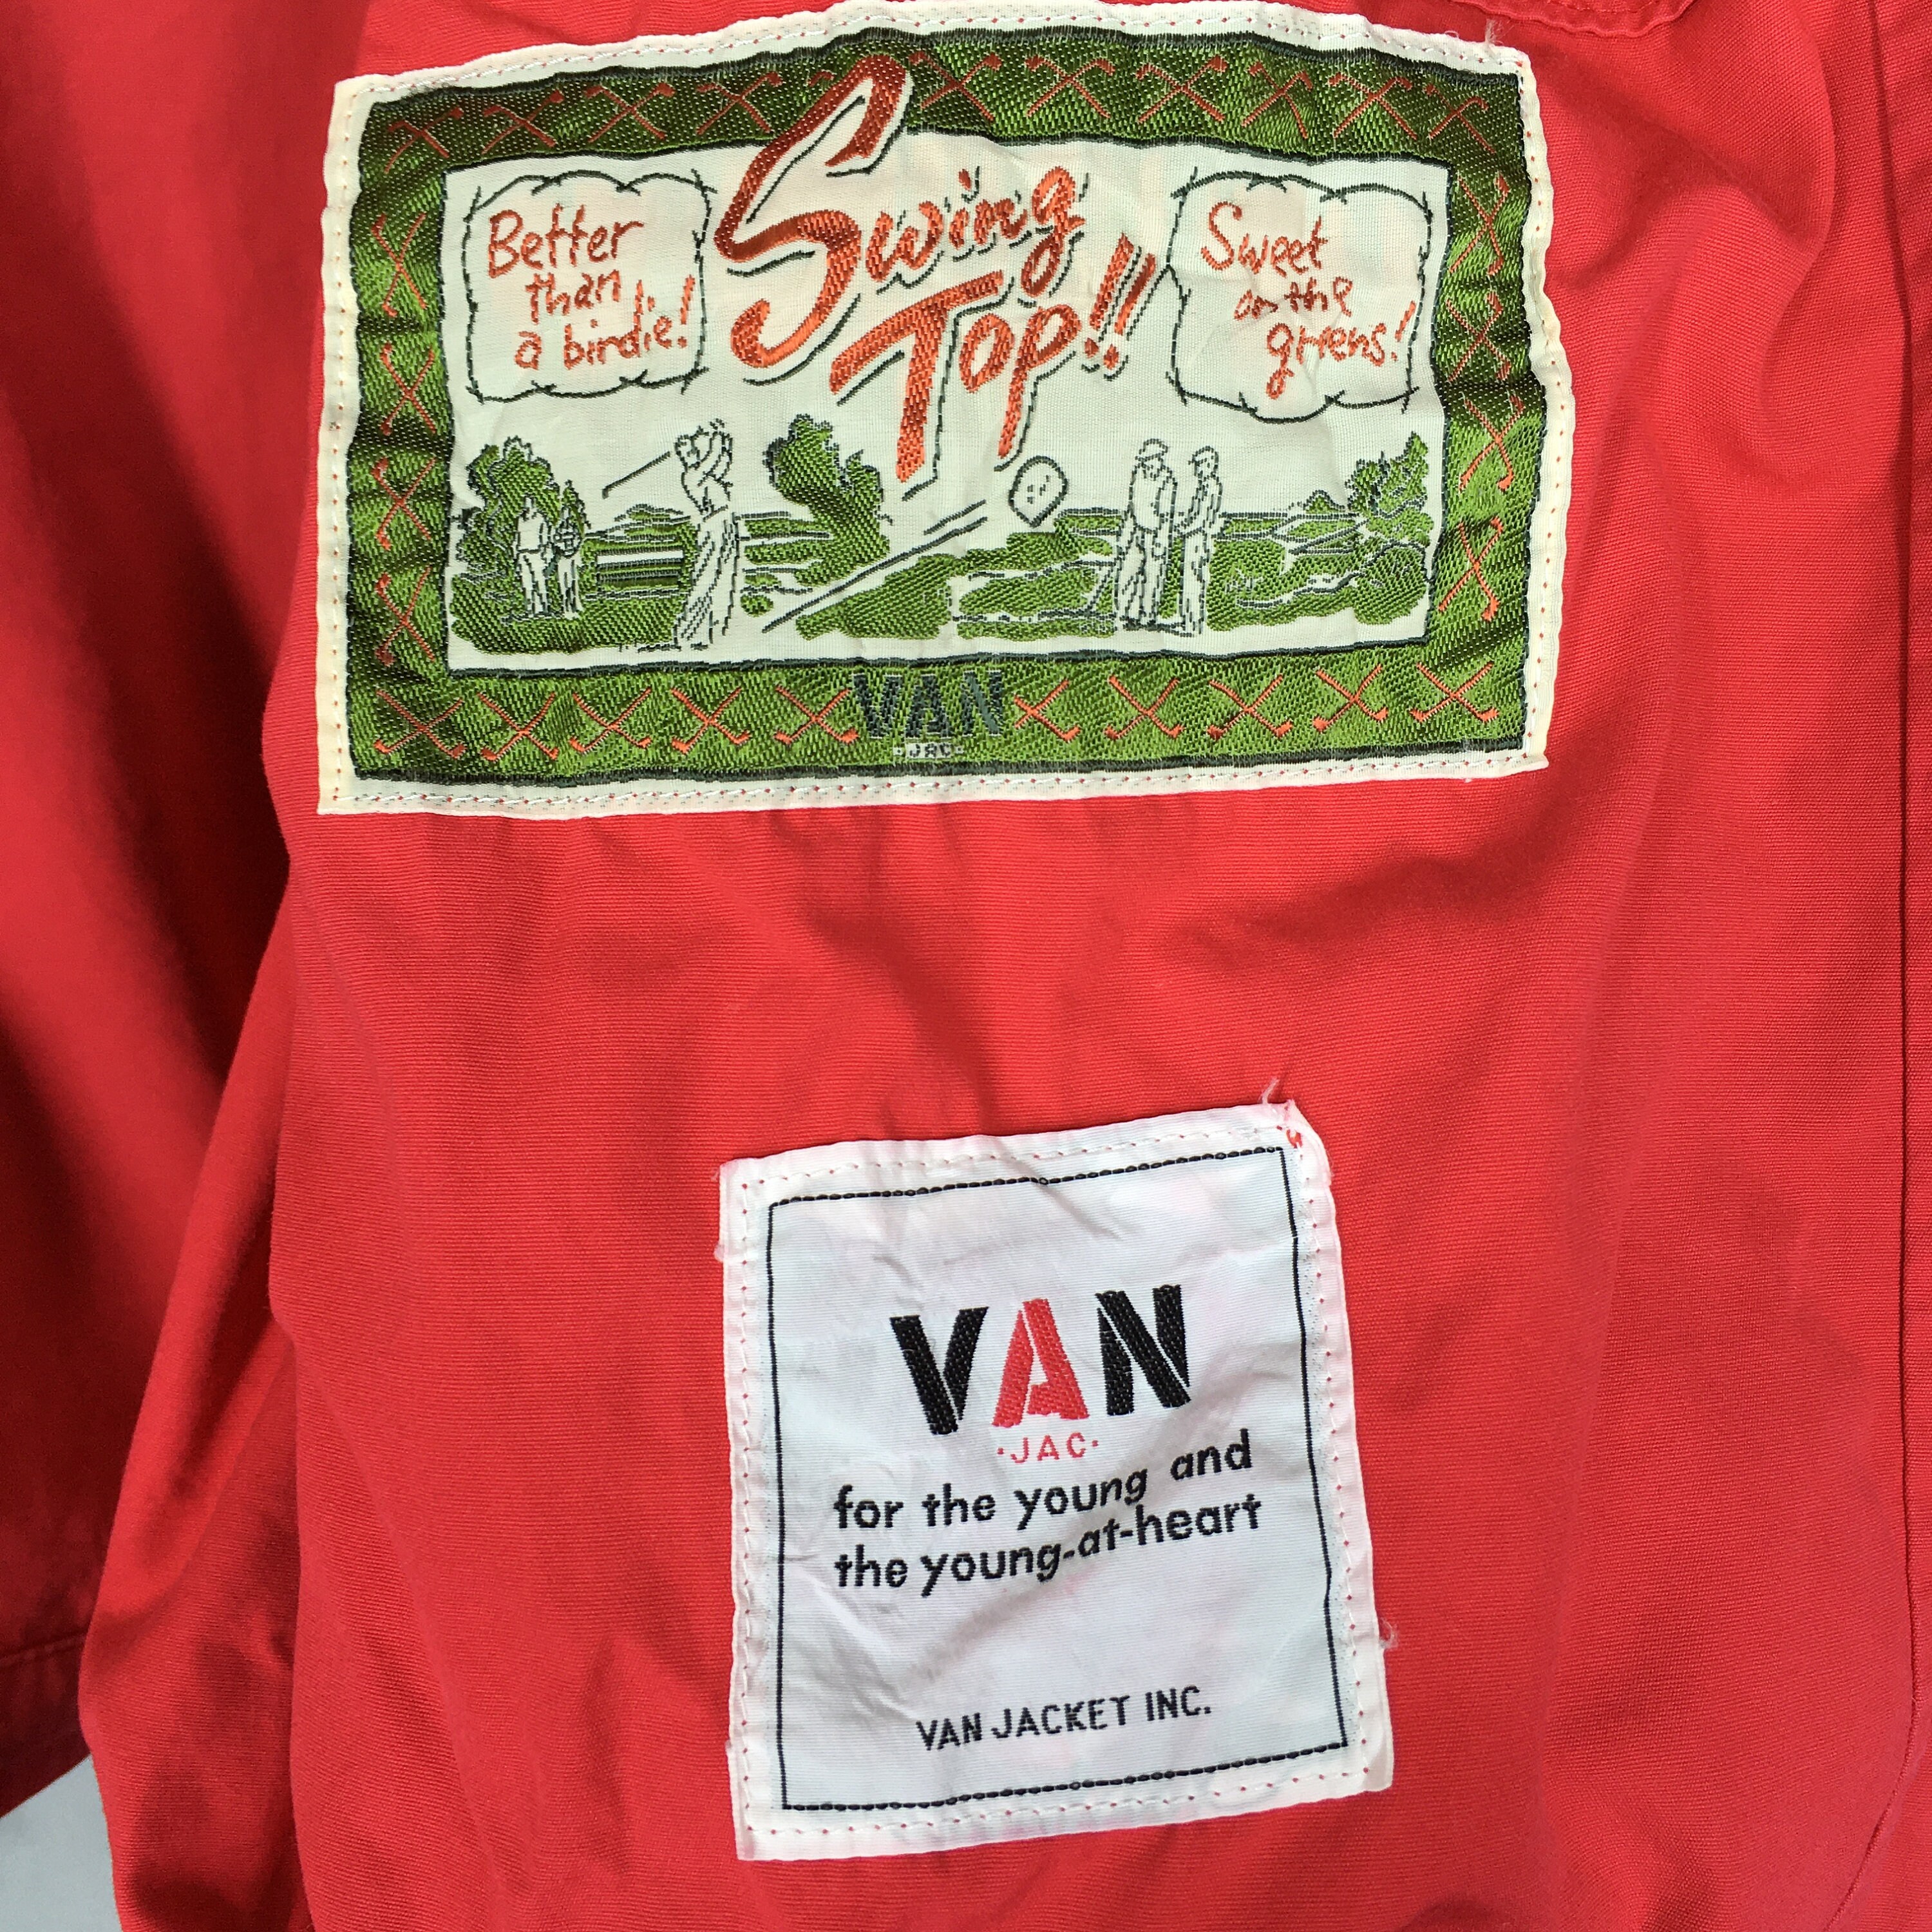 Better
than
a birdie!
Swing
Top!!
Sweet
on the
greens!
VAN
·JAC·
VAN
·JAC·
for the young and
the young-at-heart
VAN JACKET INC.